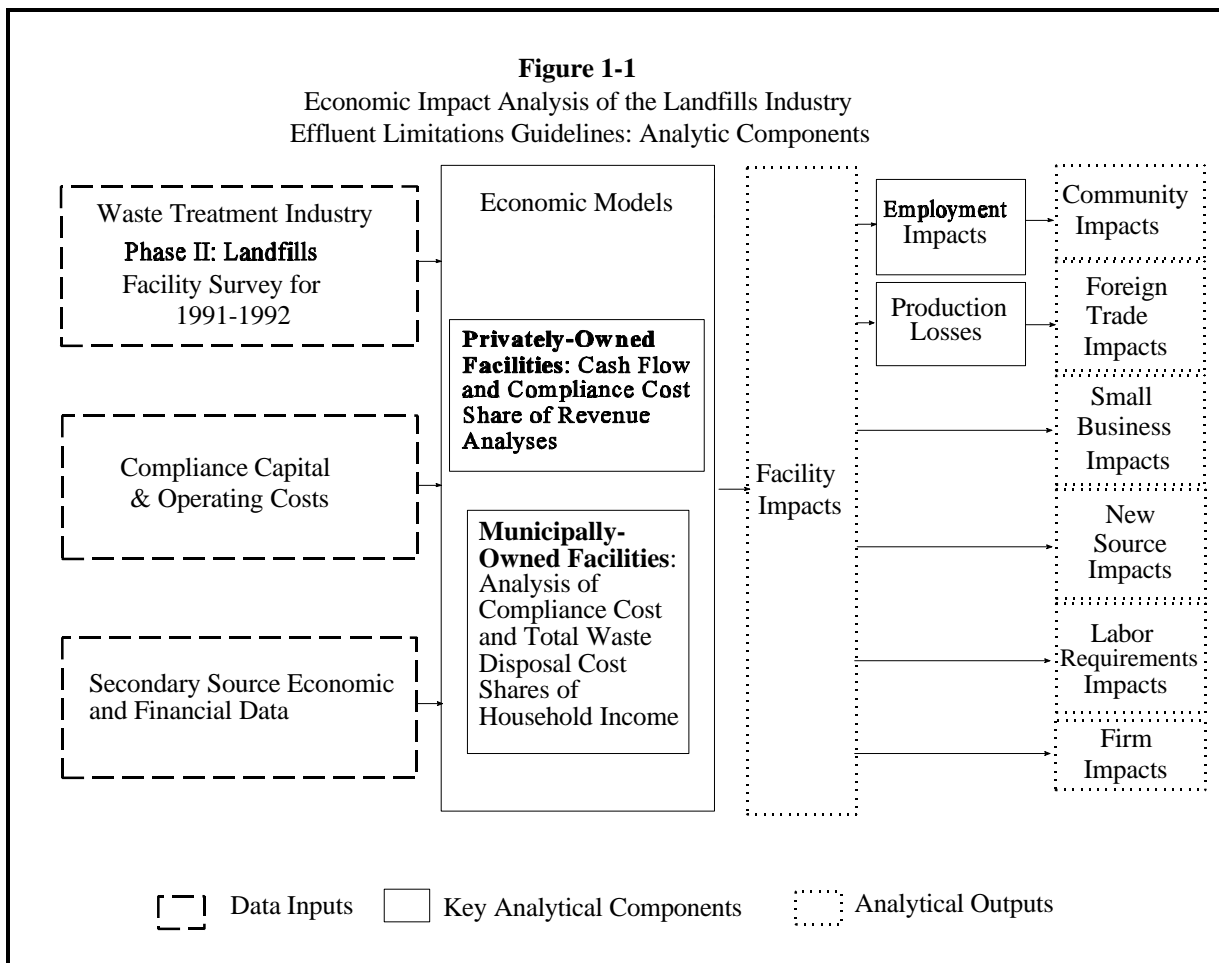 Figure 1-1
Economic Impact Analysis of the Landfills Industry
Effluent Limitations Guidelines: Analytic Components
Waste Treatment Industry
Phase II: Landfills
Facility Survey for
1991-1992
Compliance Capital
& Operating Costs
Secondary Source Economic
and Financial Data
Economic Models
Privately-Owned
Facilities: Cash Flow
and Compliance Cost
Share of Revenue
Analyses
Municipally-
Owned Facilities:
Analysis of
Compliance Cost
and Total Waste
Disposal Cost
Shares of
Household Income
Facility
Impacts
Employment
Impacts
Production
Losses
Community
Impacts
Foreign
Trade
Impacts
Small
Business
Impacts
New
Source
Impacts
Labor
Requirements
Impacts
Firm
Impacts
Data Inputs
Key Analytical Components
Analytical Outputs